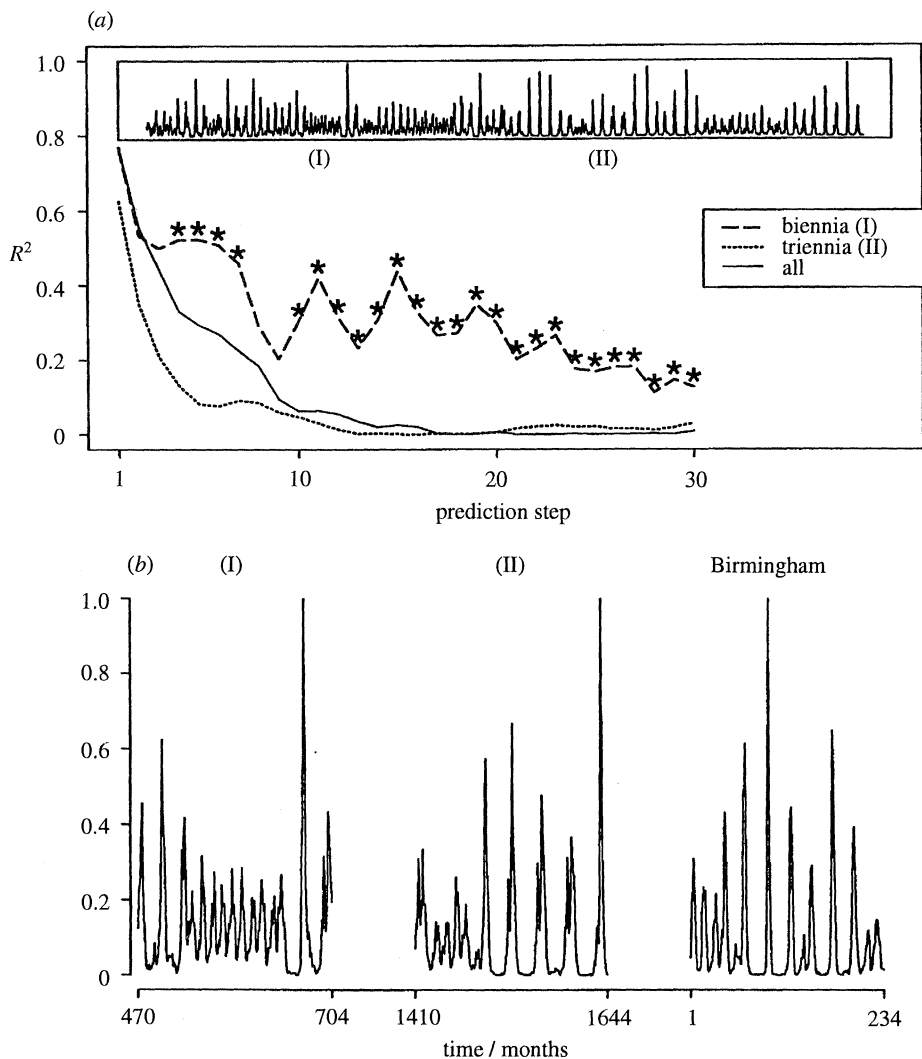 (a)
1.0
0.8
0.6
0.4
0.2
0
R²
(I)
(II)
biennia (I)
triennia (II)
all
* * * * * * * * * * * * * * * * * * * * * * * *
1
10
20
30
prediction step
(b)
(I)
(II)
Birmingham
1.0
0.8
0.6
0.4
0.2
0
470
704
1410
1644
1
234
time / months